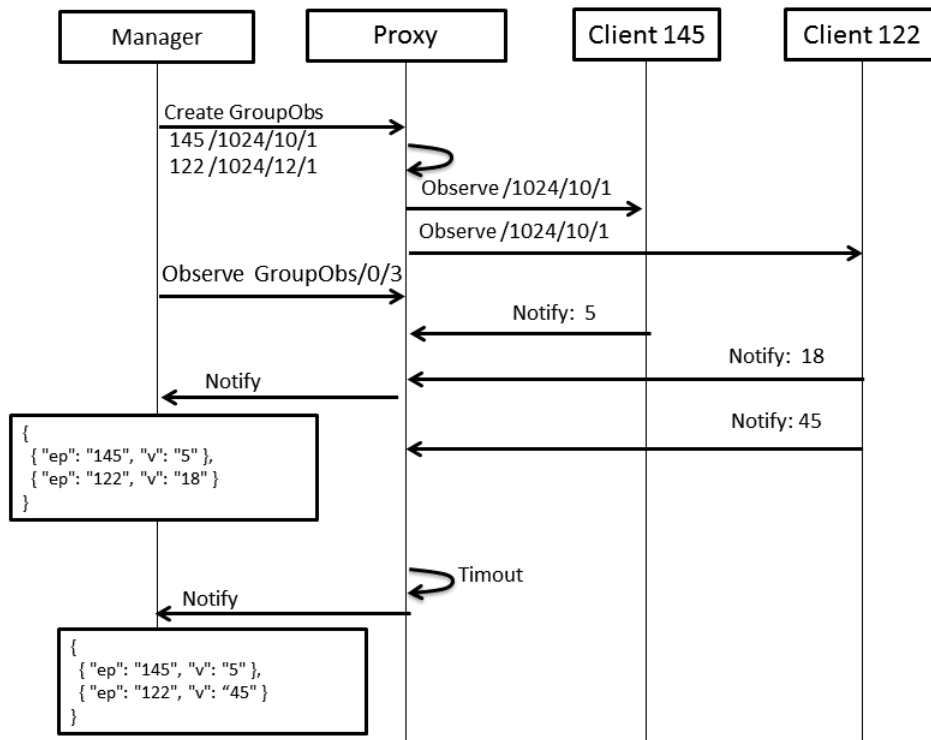 Manager
Proxy
Client 145
Client 122
Create GroupObs
145 /1024/10/1
122 /1024/12/1
Observe /1024/10/1
Observe /1024/10/1
Observe GroupObs/0/3
Notify: 5
Notify: 18
Notify
Notify: 45
{
{ "ep": "145", "v": "5" },
{ "ep": "122", "v": "18" }
}
Timout
Notify
{
{ "ep": "145", "v": "5" },
{ "ep": "122", "v": “45" }
}